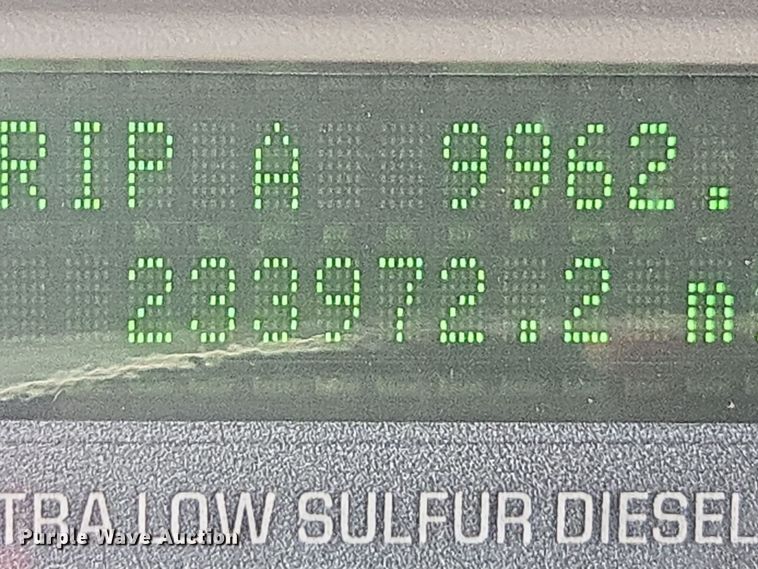 RIP A 9962.
233972.2 m
TRA LOW SULFUR DIESEL
Purple Wave Auction